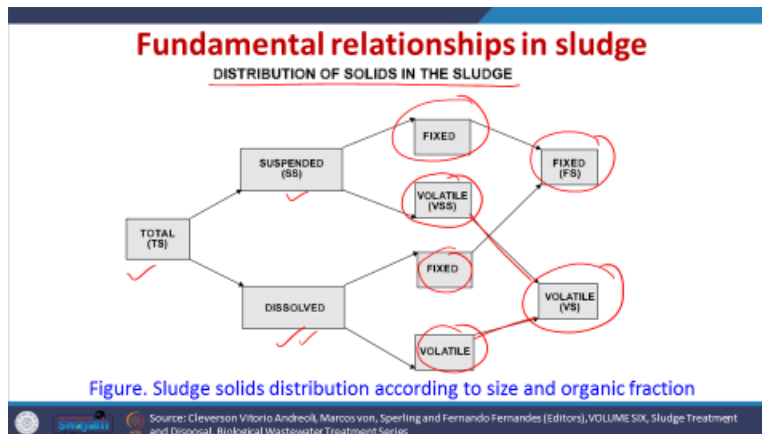 Fundamental relationships in sludge
DISTRIBUTION OF SOLIDS IN THE SLUDGE
FIXED
SUSPENDED
(SS)
FIXED
(FS)
VOLATILE
(VSS)
TOTAL
(TS)
FIXED
VOLATILE
(VS)
DISSOLVED
VOLATILE
Figure. Sludge solids distribution according to size and organic fraction
swayam
Source: Cleverson Vitorio Andreoli, Marcos von, Sperling and Fernando Fernandes (Editors), VOLUME SIX, Sludge Treatment
and Disposal, Biological Wastewater Treatment Series